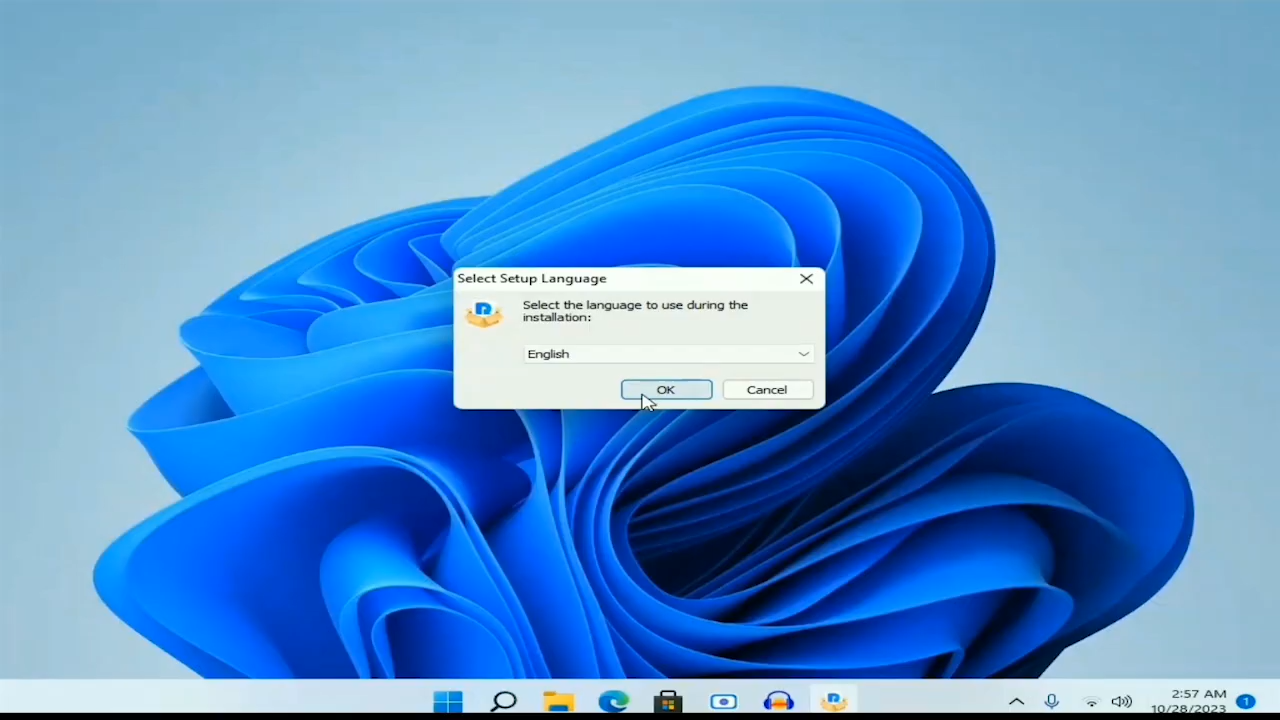 Select Setup Language
Select the language to use during the
installation:
English
OK
Cancel
2:57 AM
10/28/2023
1